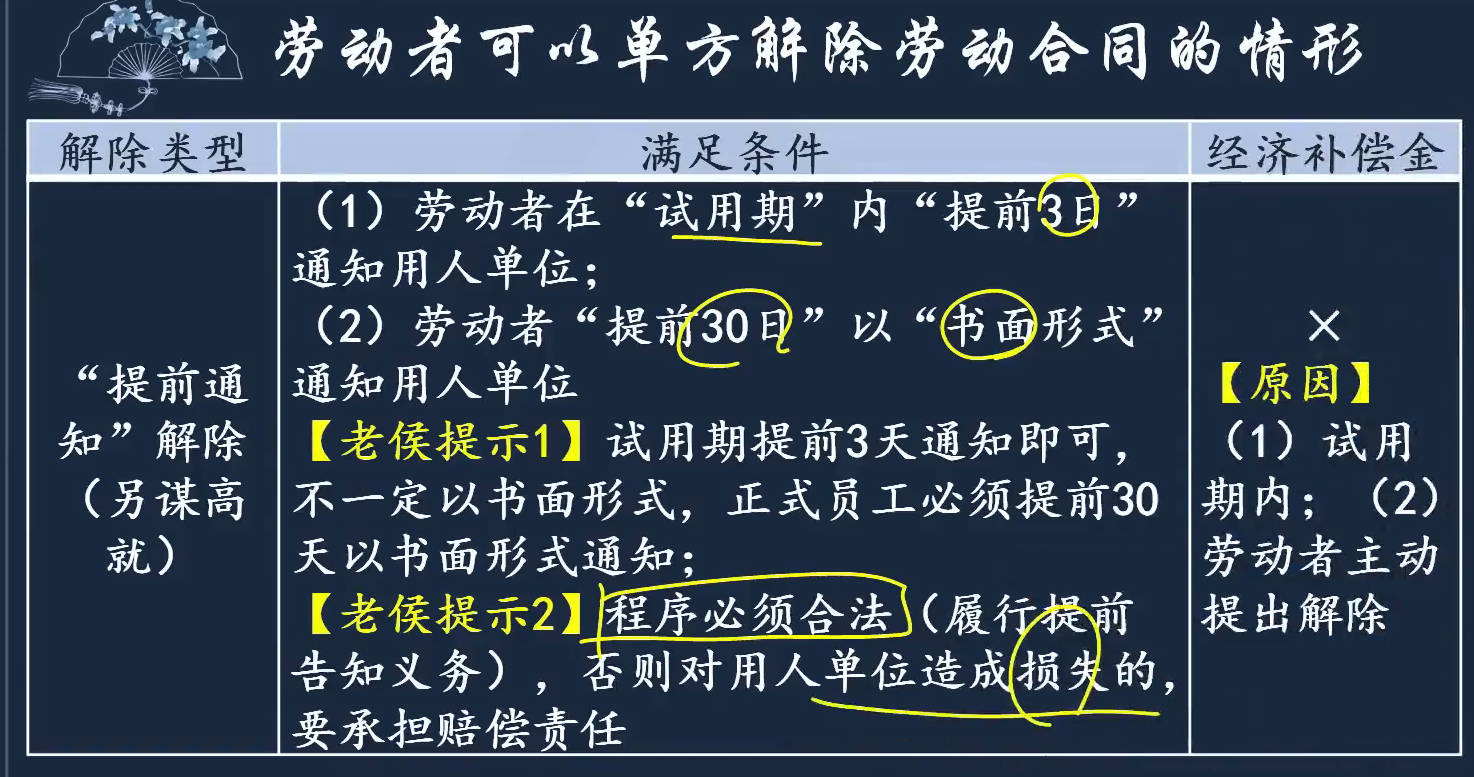 劳动者可以单方解除劳动合同的情形
解除类型
满足条件
经济补偿金
“提前通
知”解除
（另谋高
就）
（1）劳动者在“试用期”内“提前3日”
通知用人单位；
（2）劳动者“提前30日”以“书面形式”
通知用人单位
【老侯提示1】试用期提前3天通知即可，
不一定以书面形式，正式员工必须提前30
天以书面形式通知；
【老侯提示2】程序必须合法（履行提前
告知义务），否则对用人单位造成损失的，
要承担赔偿责任
×
【原因】
（1）试用
期内；（2）
劳动者主动
提出解除